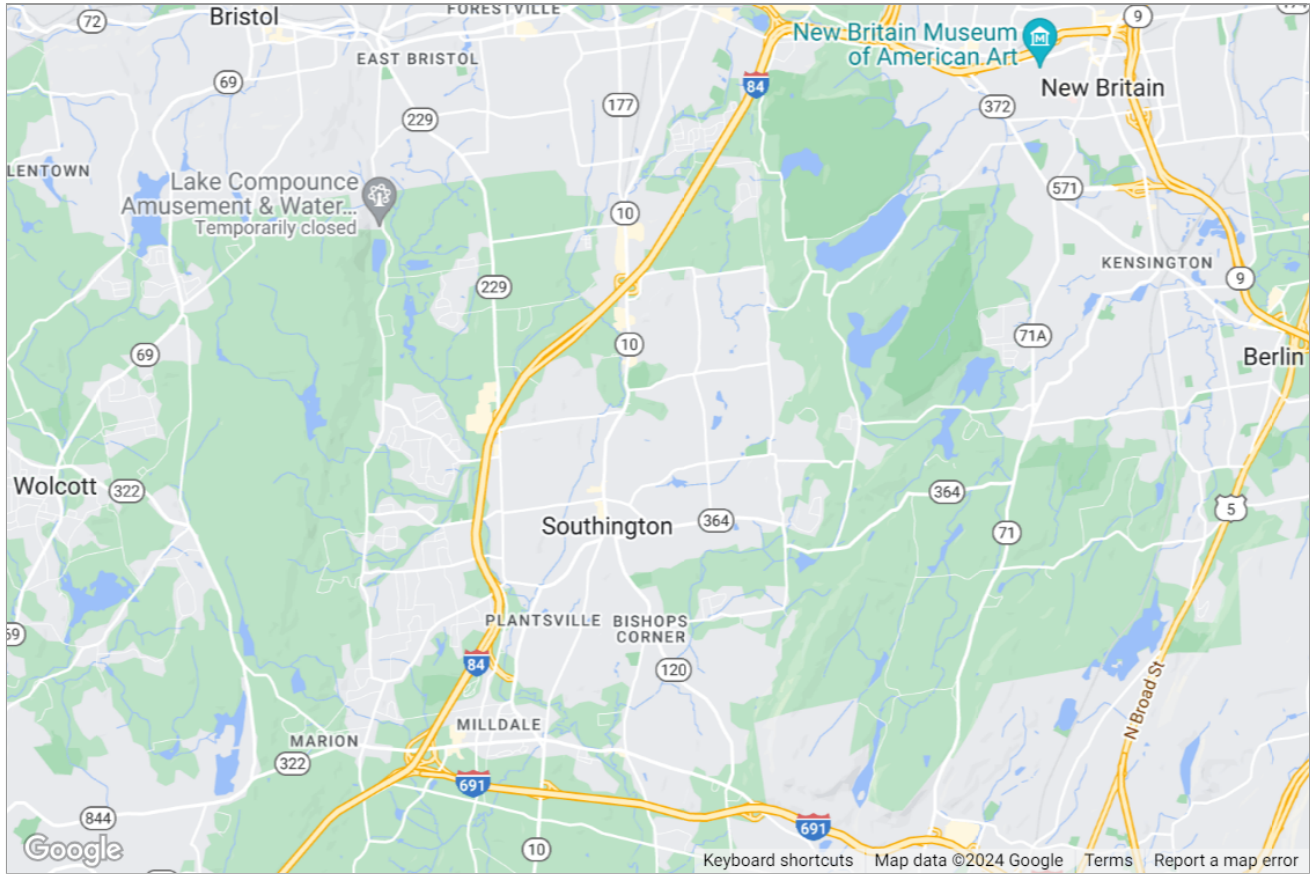 72
Bristol
FORESTVILLE
9
New Britain Museum
of American Art
EAST BRISTOL
69
84
New Britain
177
372
229
LLENTOWN
Lake Compounce
Amusement & Water...
Temporarily closed
571
10
KENSINGTON
9
229
69
10
71A
Berlin
Wolcott
322
364
Southington
364
5
71
PLANTSVILLE
BISHOPS
CORNER
69
84
120
N Broad St
MILLDALE
MARION
322
691
844
691
10
Google
Keyboard shortcuts
Map data ©2024 Google
Terms
Report a map error